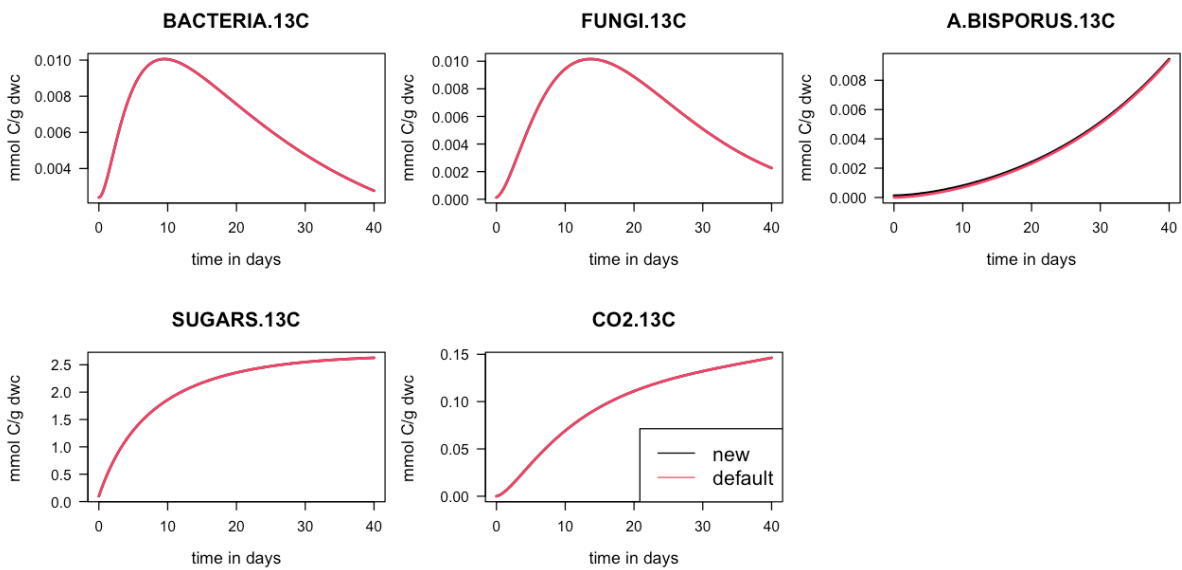 BACTERIA.13C
mmol C/g dwc
0.010
0.008
0.006
0.004
0 10 20 30 40
time in days
FUNGI.13C
mmol C/g dwc
0.010
0.008
0.006
0.004
0.002
0.000
0 10 20 30 40
time in days
A.BISPORUS.13C
mmol C/g dwc
0.008
0.006
0.004
0.002
0.000
0 10 20 30 40
time in days
SUGARS.13C
mmol C/g dwc
2.5
2.0
1.5
1.0
0.5
0.0
0 10 20 30 40
time in days
CO2.13C
mmol C/g dwc
0.15
0.10
0.05
0.00
new
default
0 10 20 30 40
time in days